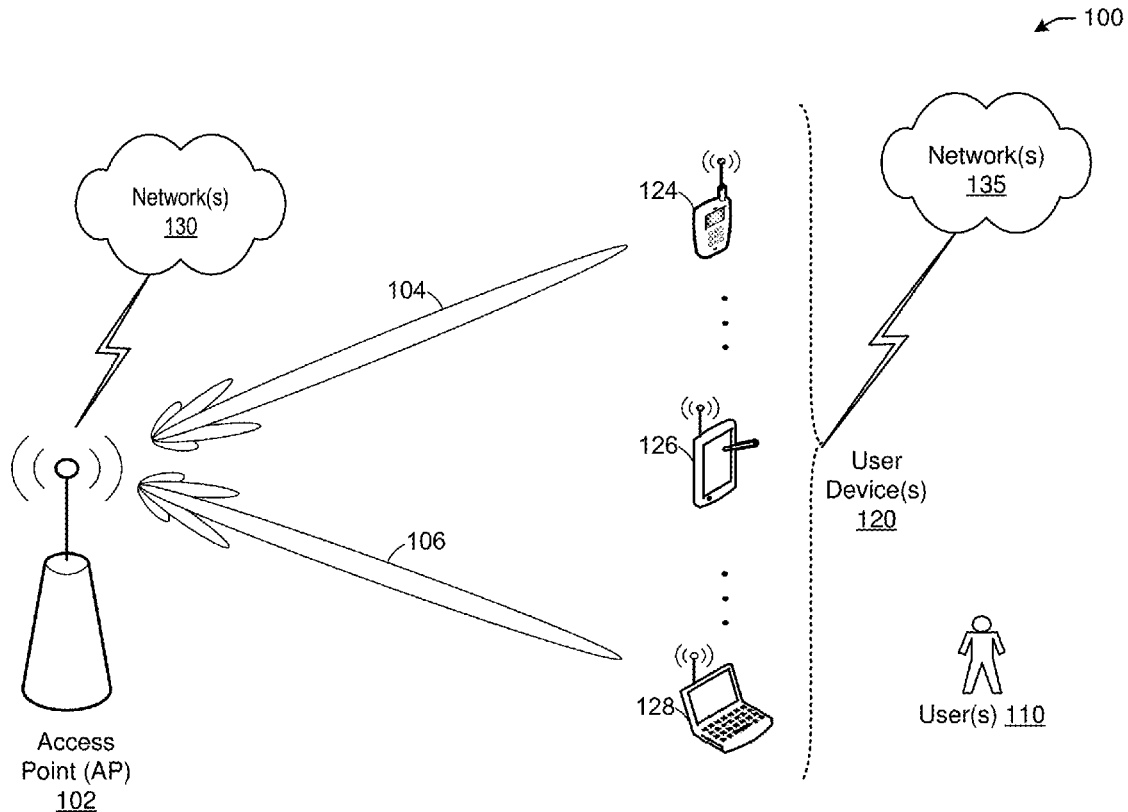 100
Network(s)
135
Network(s)
130
124
104
126
User
Device(s)
120
106
128
User(s) 110
Access
Point (AP)
102